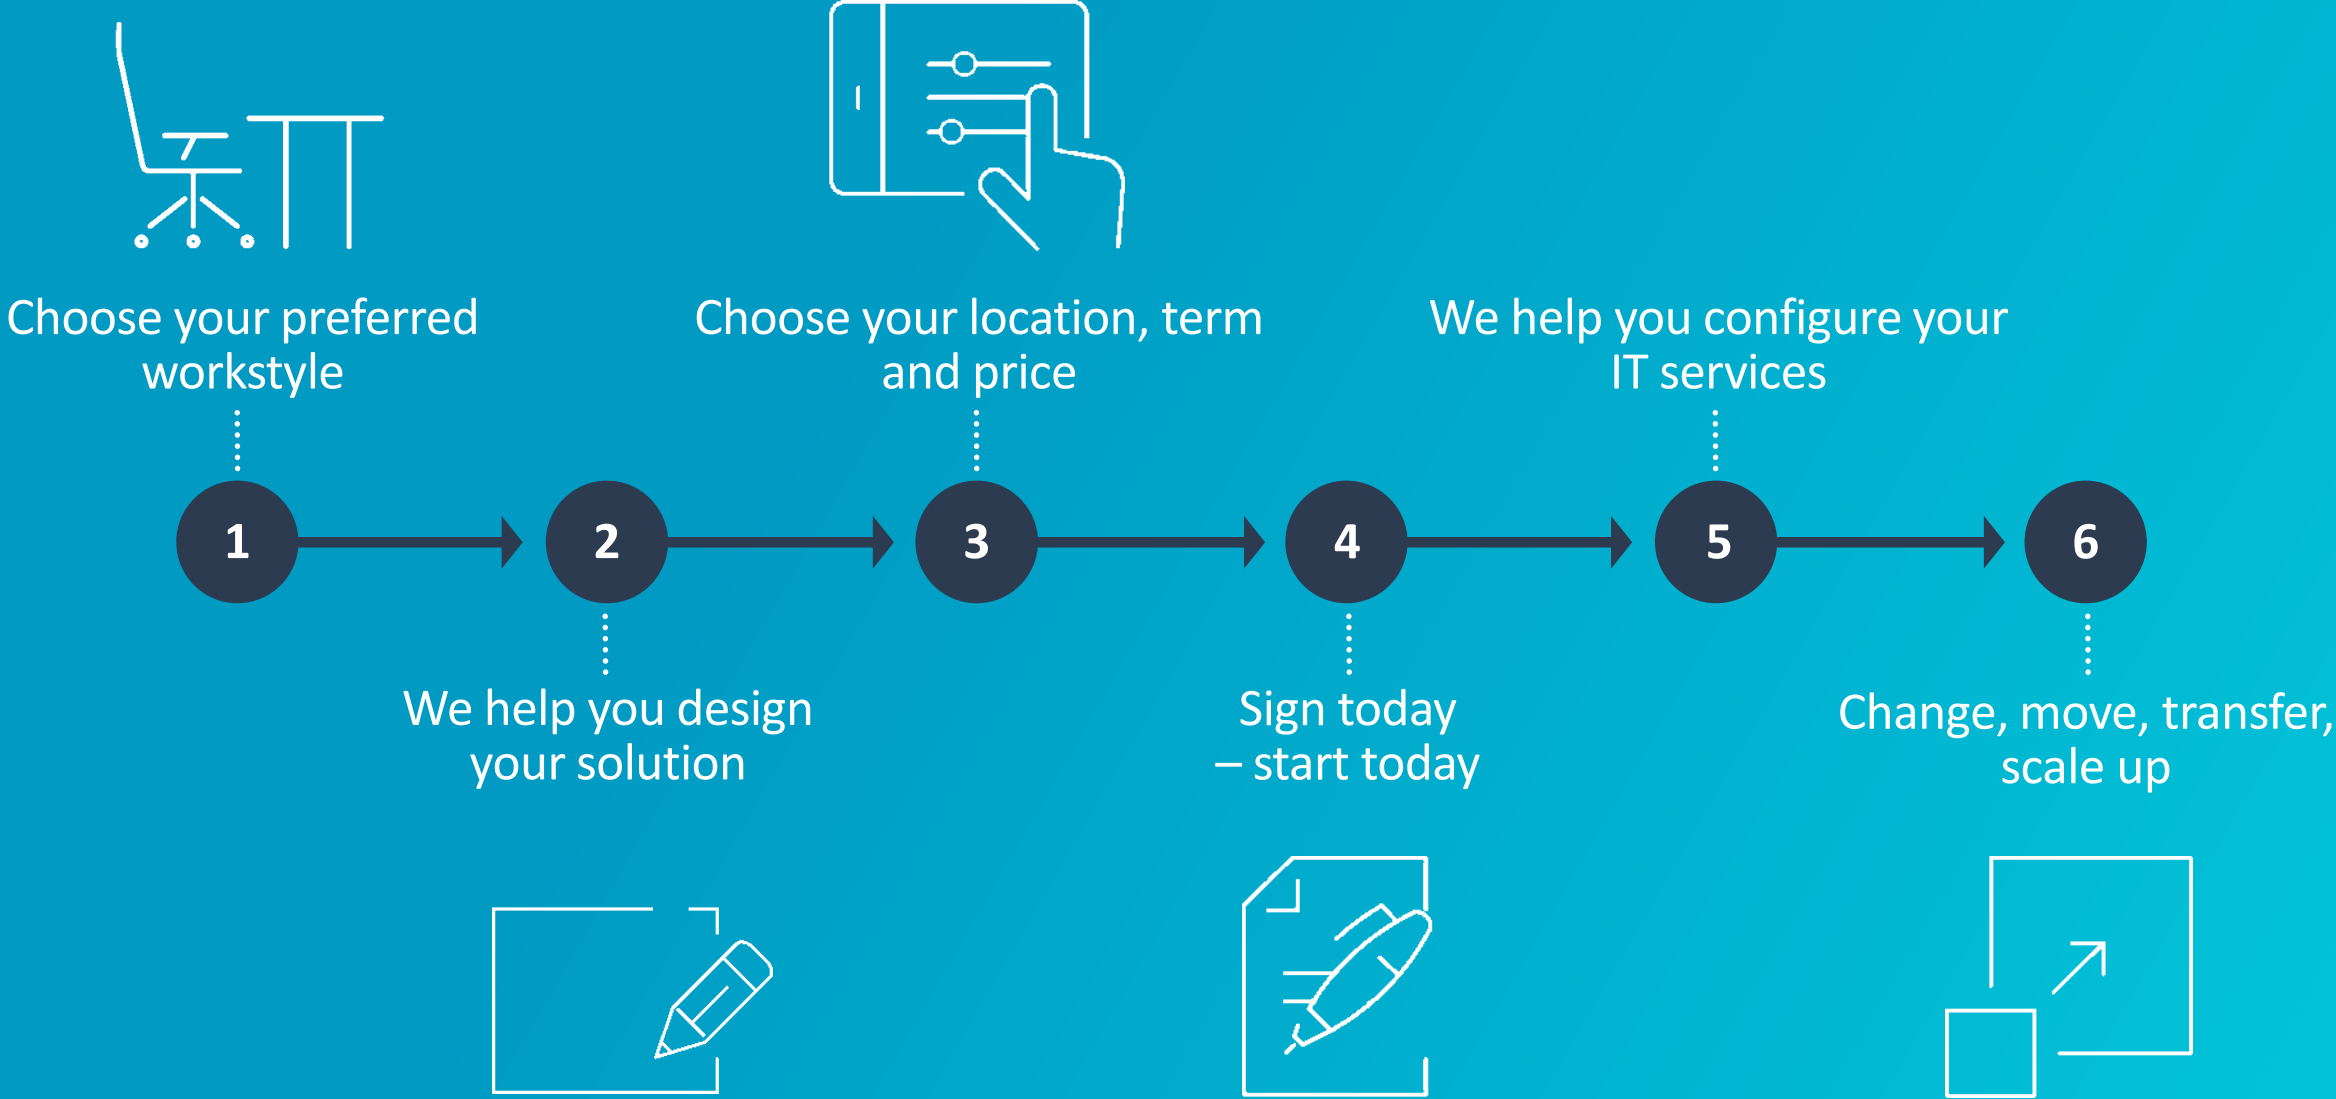 Choose your preferred
workstyle
Choose your location, term
and price
We help you configure your
IT services
1
2
3
4
5
6
We help you design
your solution
Sign today
– start today
Change, move, transfer,
scale up